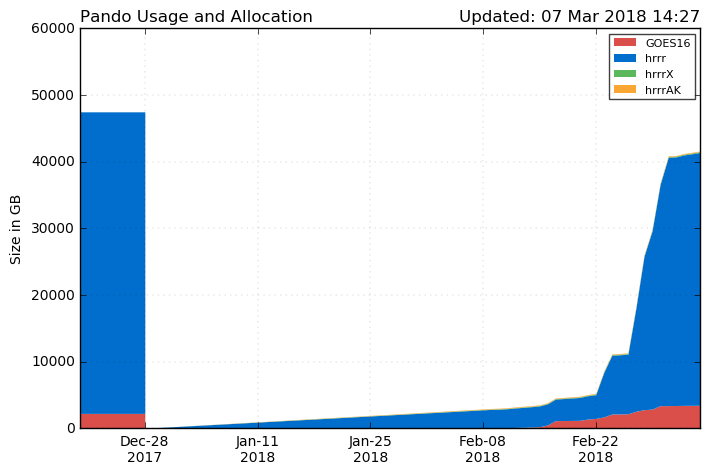 Pando Usage and Allocation
Updated: 07 Mar 2018 14:27
60000
50000
40000
30000
20000
10000
0
Size in GB
GOES16
hrrr
hrrrX
hrrrAK
Dec-28
2017
Jan-11
2018
Jan-25
2018
Feb-08
2018
Feb-22
2018